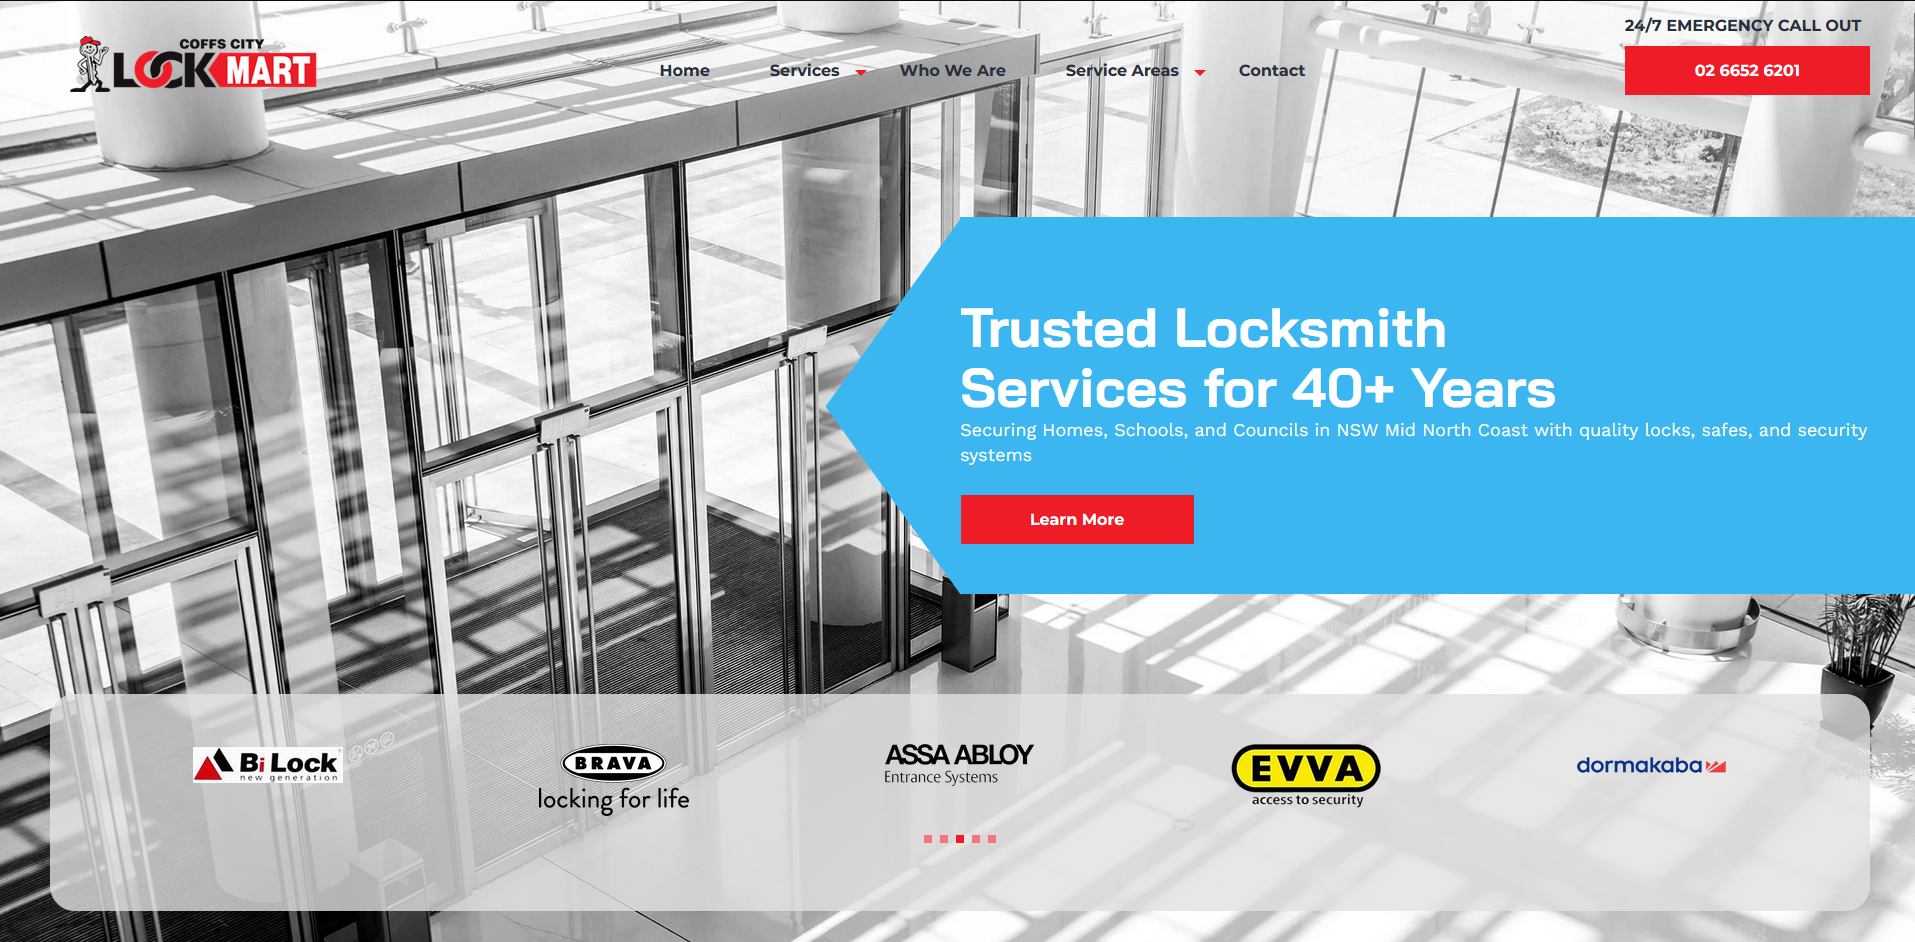 24/7 EMERGENCY CALL OUT
COFFS CITY
LOCK MART
Home Services Who We Are Service Areas Contact
02 6652 6201
Trusted Locksmith
Services for 40+ Years
Securing Homes, Schools, and Councils in NSW Mid North Coast with quality locks, safes, and security
systems
Learn More
Bi Lock
new generation
BRAVA
locking for life
ASSA ABLOY
Entrance Systems
EVVA
access to security
dormakaba